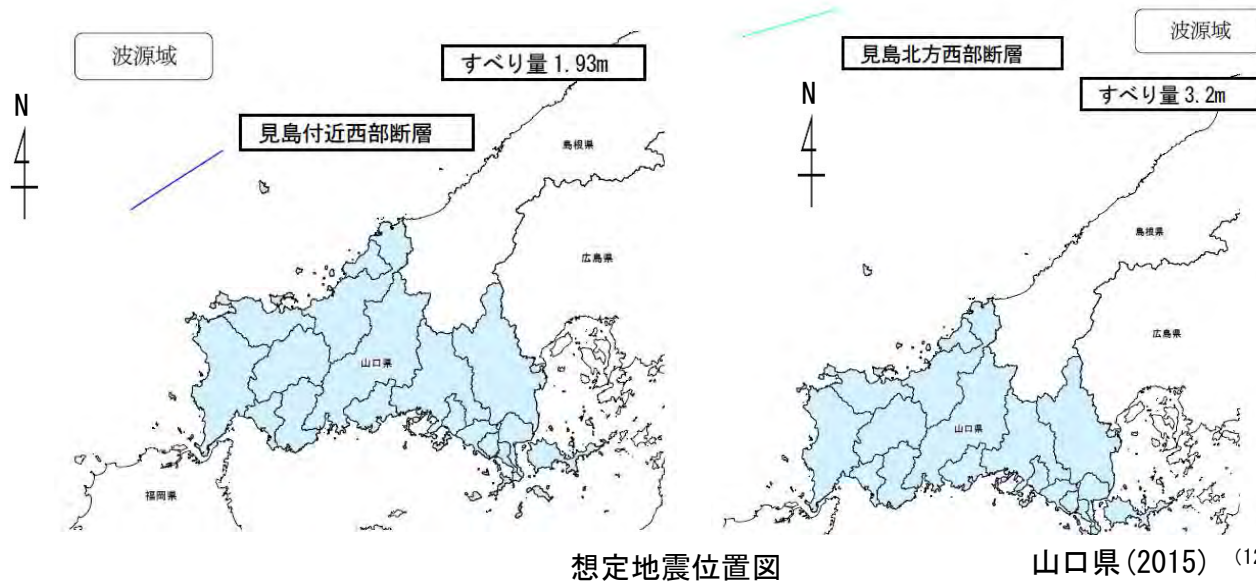 波源域
すべり量 1.93m
N
見島付近西部断層
島根県
広島県
山口県
福岡県
波源域
見島北方西部断層
すべり量 3.2m
N
島根県
広島県
山口県
想定地震位置図
山口県(2015) (12